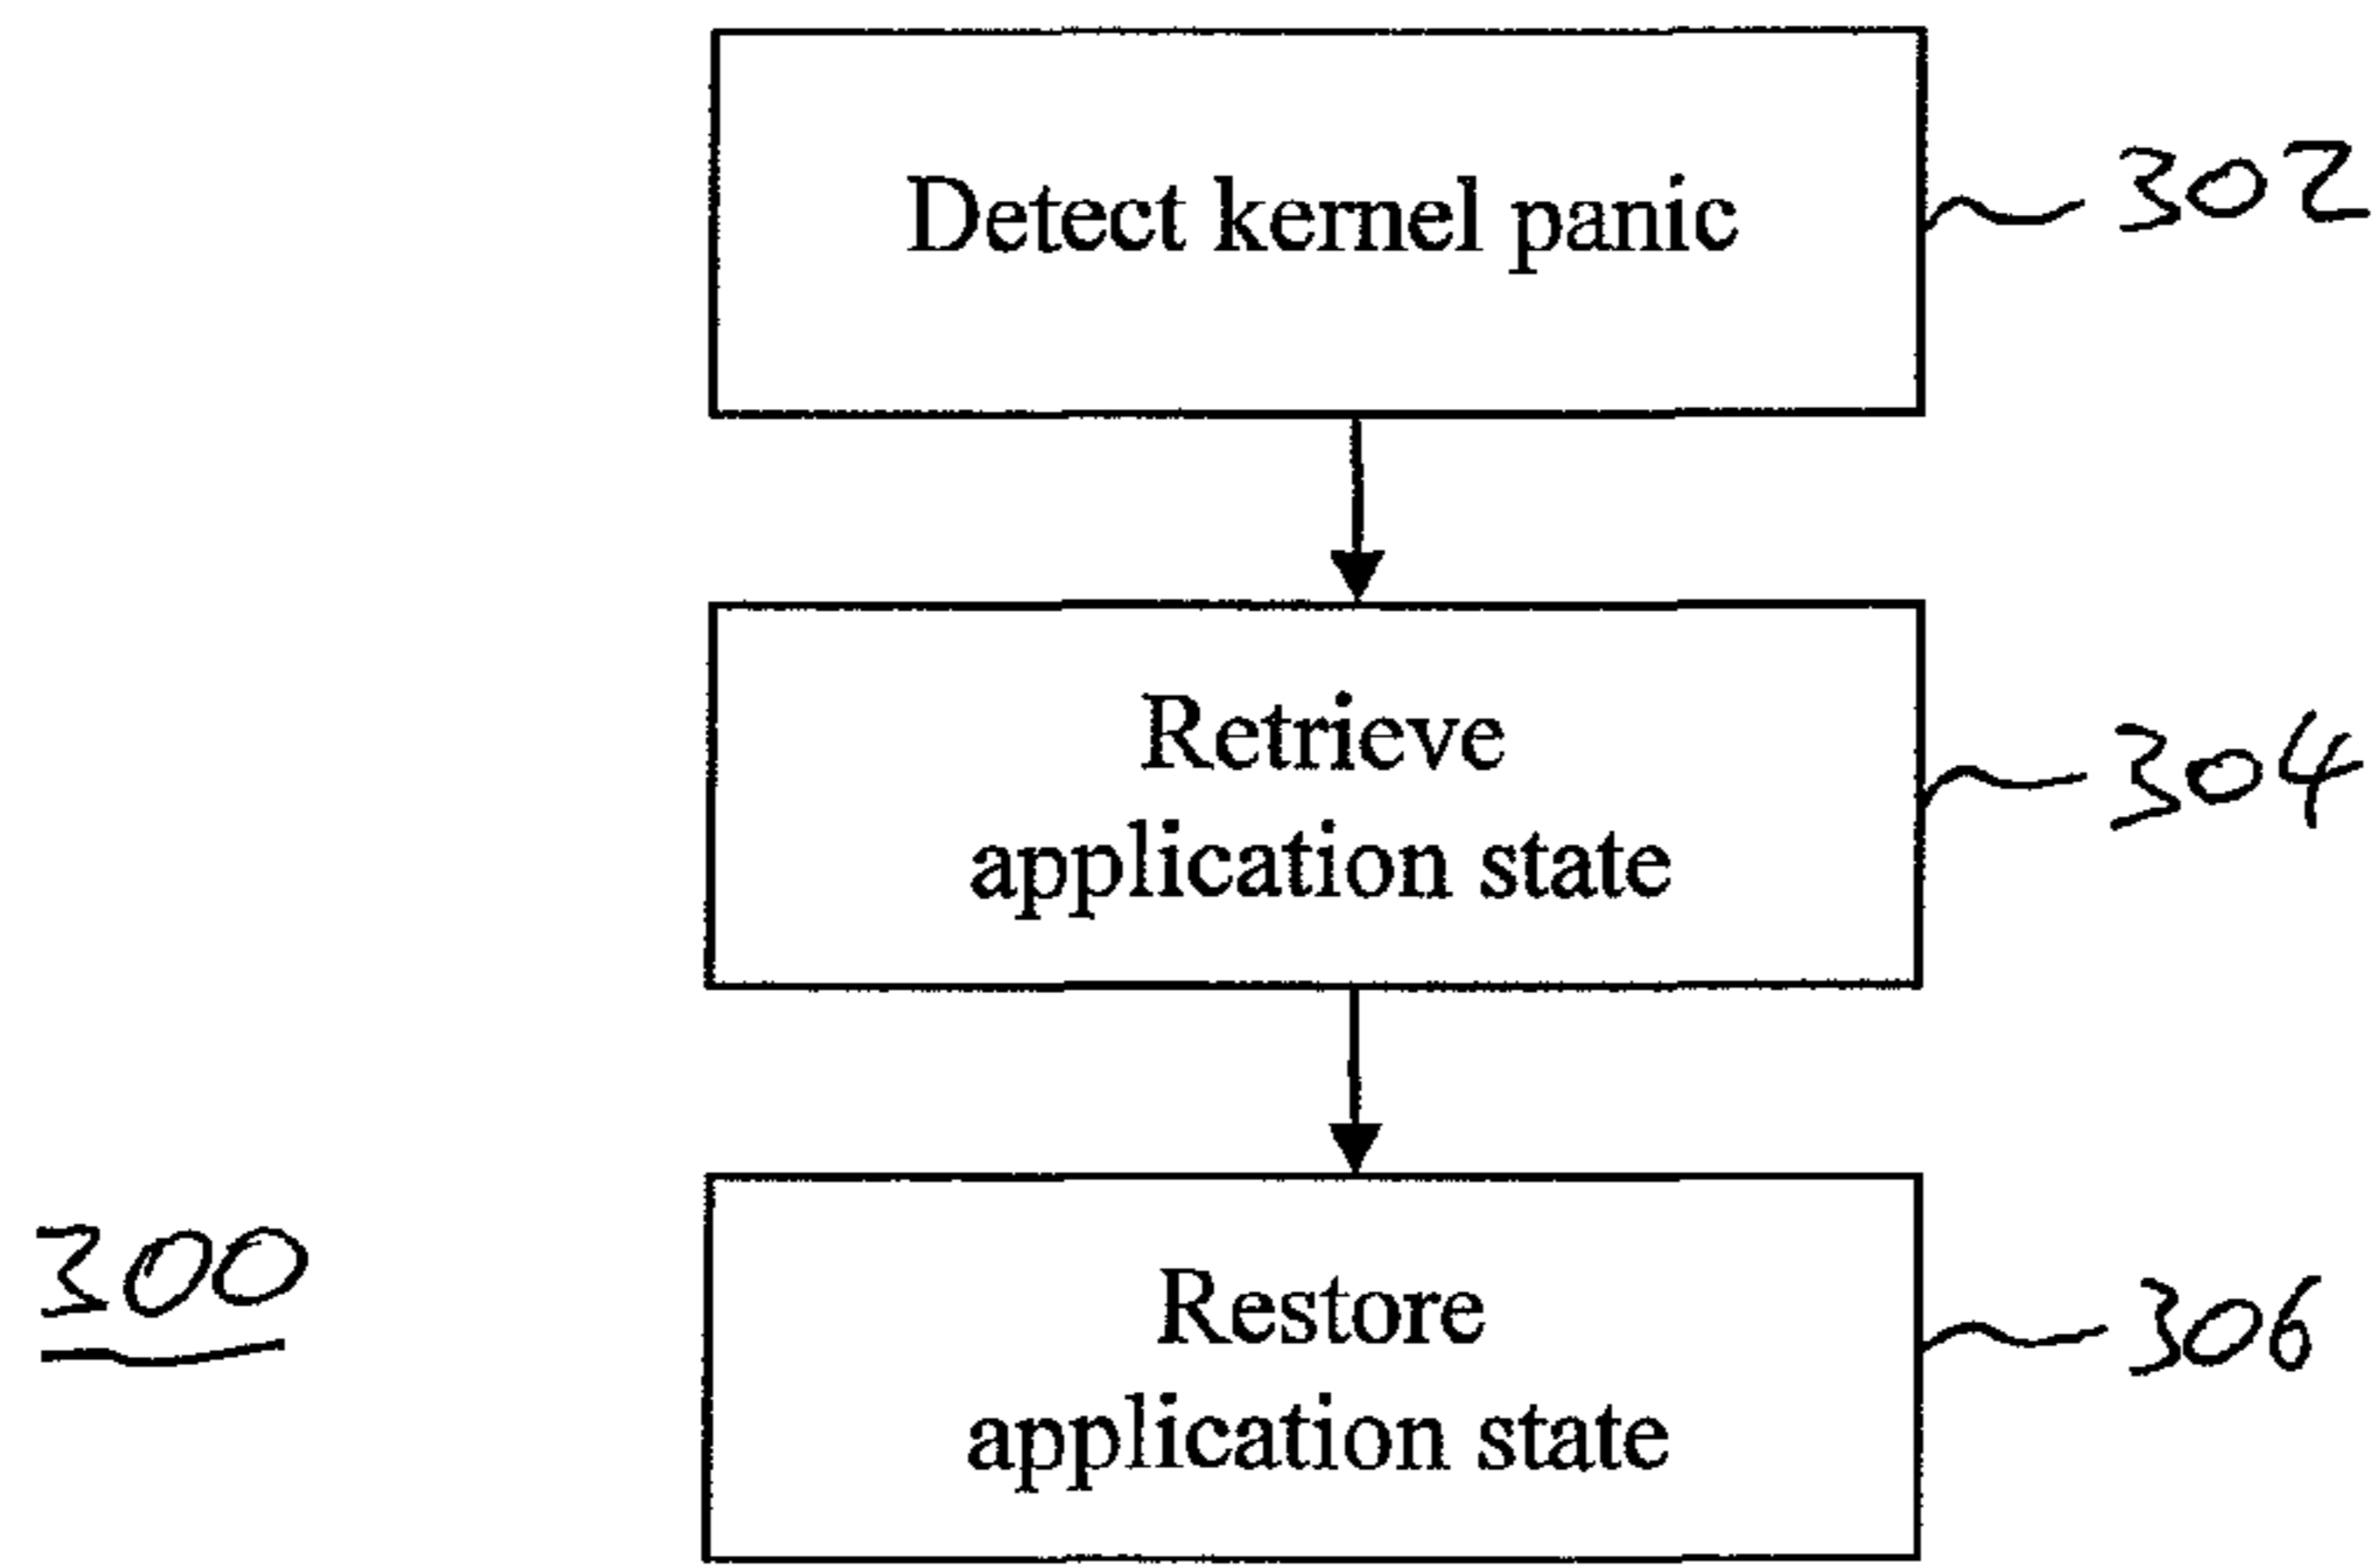 Detect kernel panic
302
Retrieve
application state
304
Restore
application state
306
300